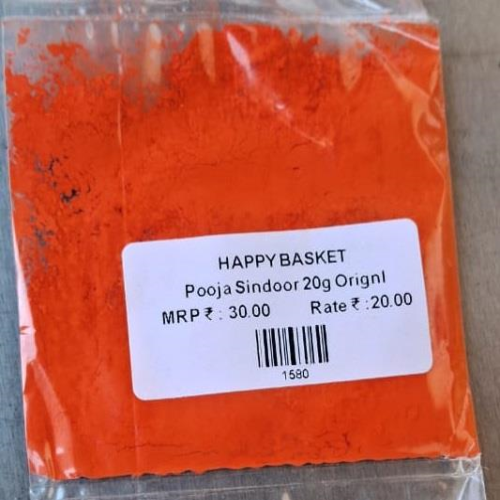 HAPPY BASKET
Pooja Sindoor 20g Orignl
MRP ₹ : 30.00 Rate ₹ :20.00
1580